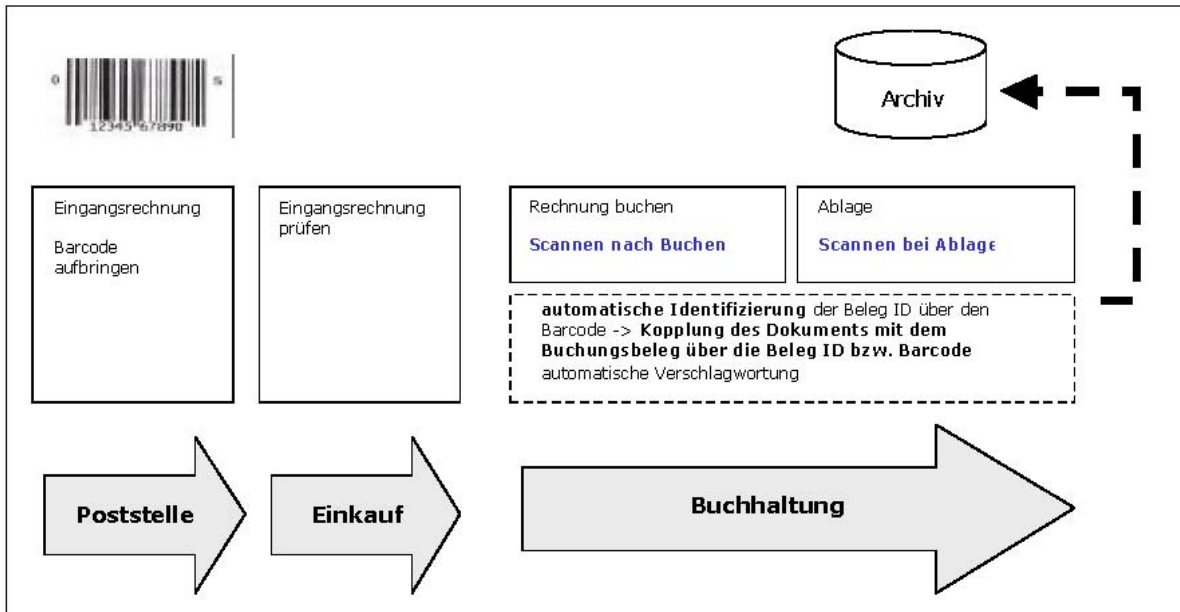 0 5
12345 67890
Archiv
Eingangsrechnung
Barcode
aufbringen
Eingangsrechnung
prüfen
Rechnung buchen
Scannen nach Buchen
Ablage
Scannen bei Ablage
automatische Identifizierung der Beleg ID über den
Barcode -> Kopplung des Dokuments mit dem
Buchungsbeleg über die Beleg ID bzw. Barcode
automatische Verschlagwortung
Poststelle
Einkauf
Buchhaltung